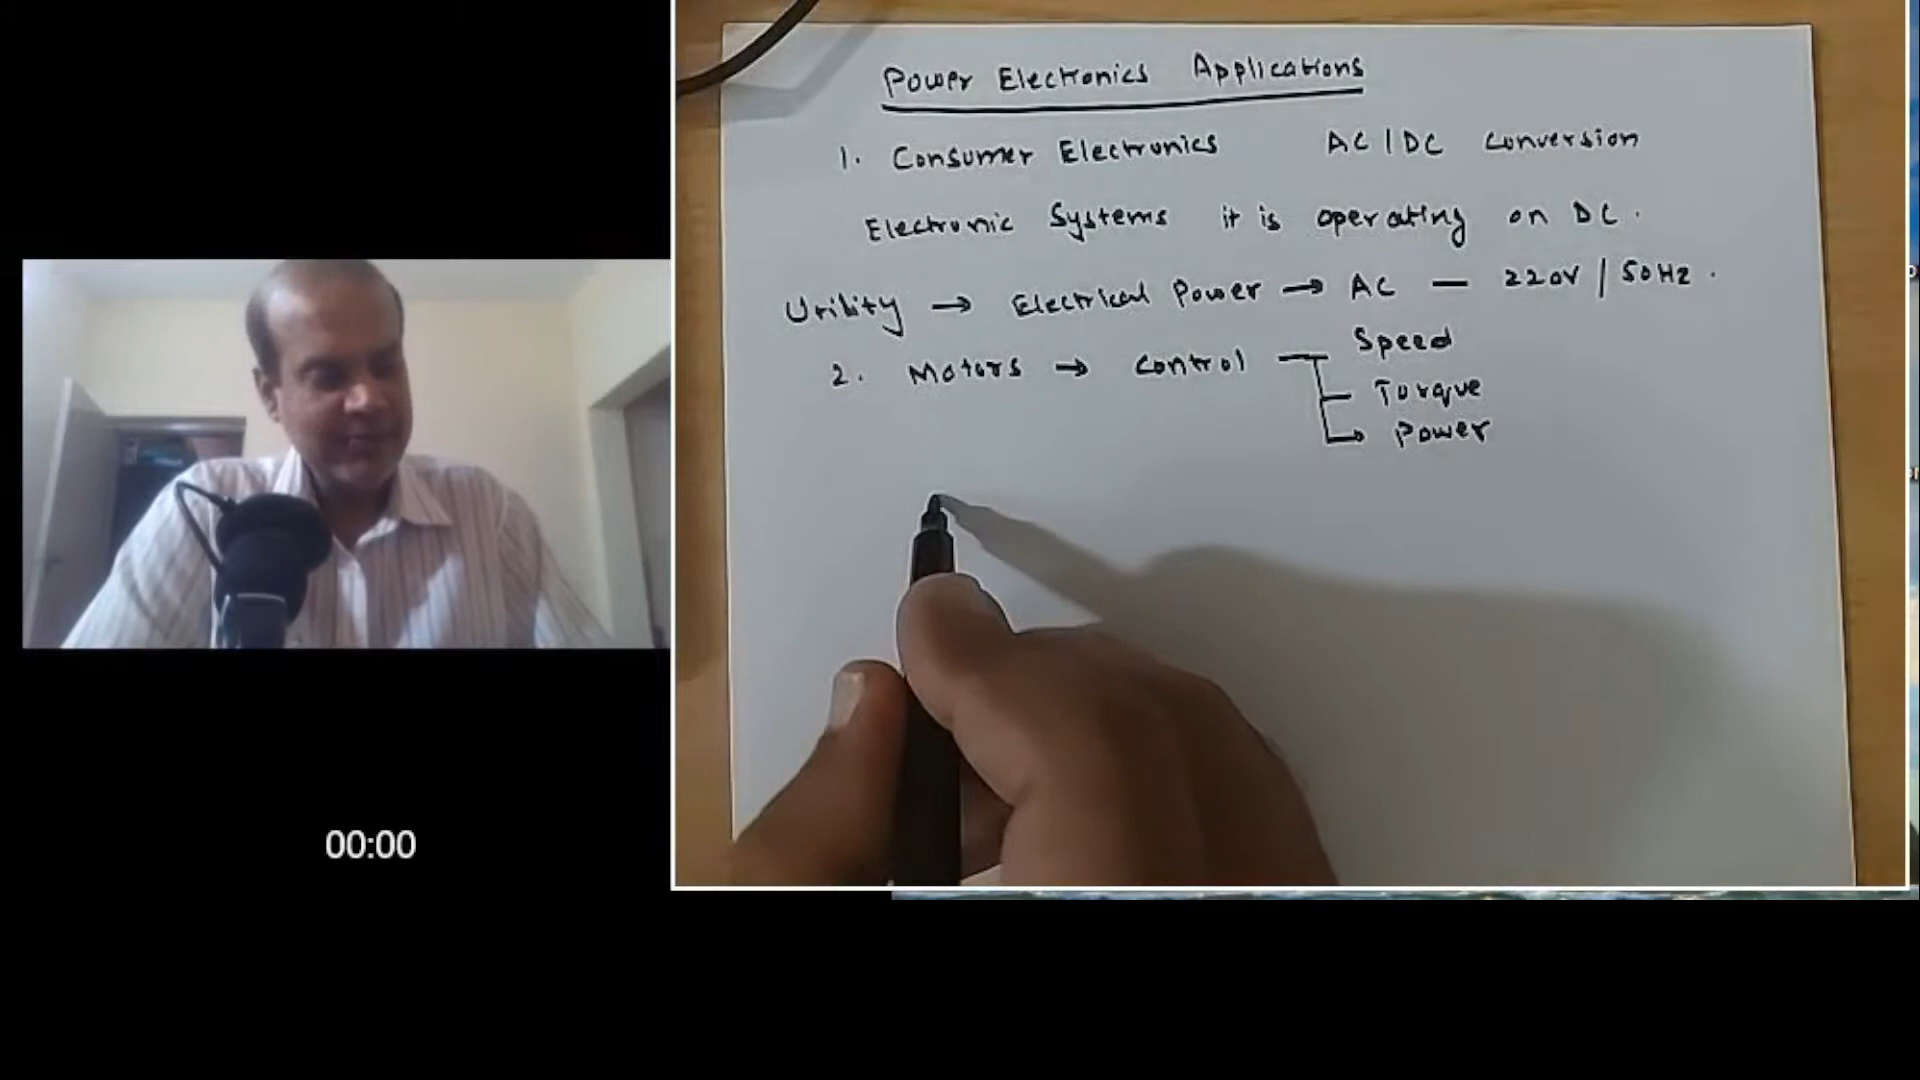 Power Electronics Applications
1. Consumer Electronics AC/DC conversion
Electronic Systems it is operating on DC.
Utility → Electrical Power → AC — 220V / 50Hz.
2. Motors → control Speed
Torque
Power
00:00